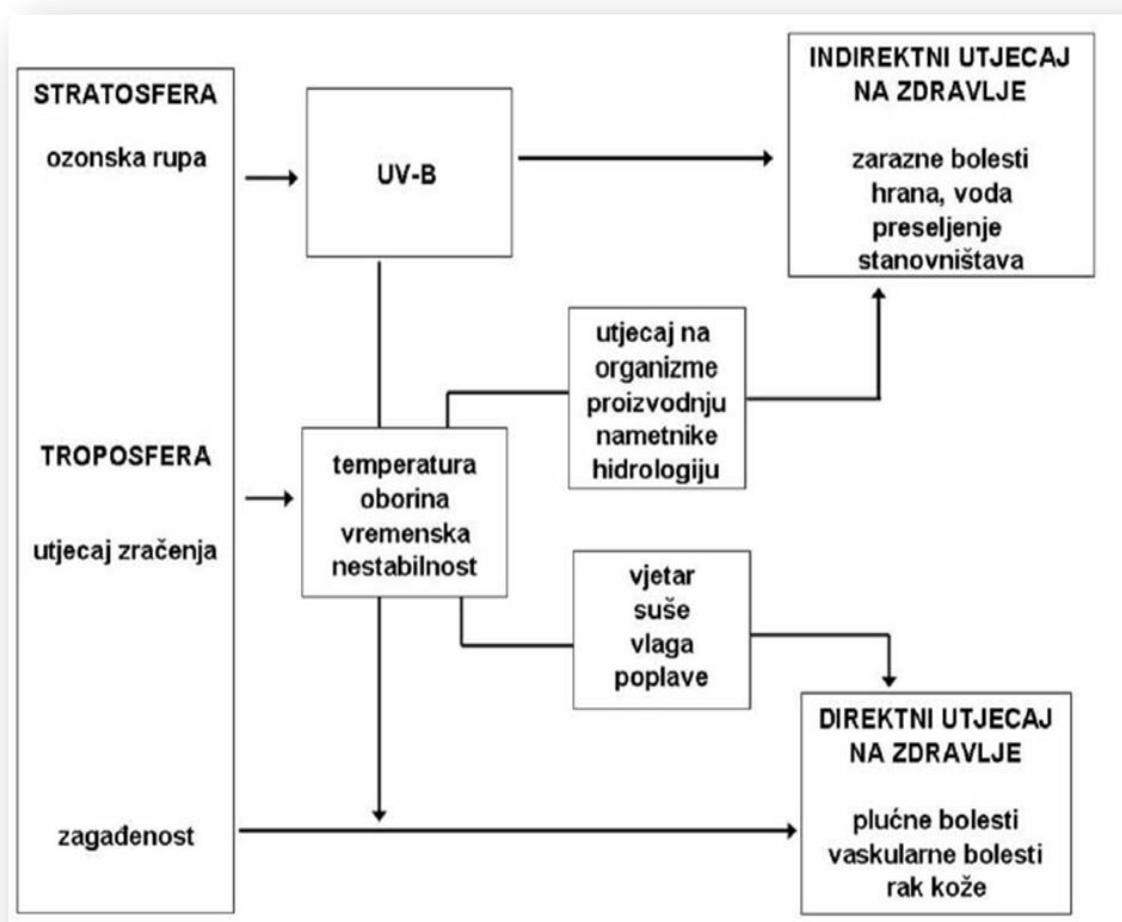 STRATOSFERA
ozonska rupa
TROPOSFERA
utjecaj zračenja
zagađenost
UV-B
temperatura
oborina
vremenska
nestabilnost
utjecaj na
organizme
proizvodnju
nametnike
hidrologiju
vjetar
suše
vlaga
poplave
INDIREKTNI UTJECAJ
NA ZDRAVLJE
zarazne bolesti
hrana, voda
preseljenje
stanovništava
DIREKTNI UTJECAJ
NA ZDRAVLJE
plućne bolesti
vaskularne bolesti
rak kože